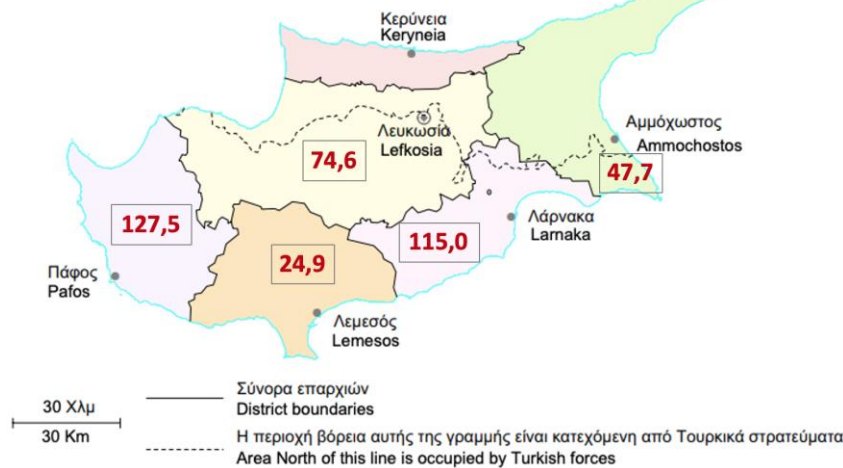 Κερύνεια
Keryneia
Αμμόχωστος
Ammochostos
Λευκωσία
Lefkosia
74,6
47,7
127,5
115,0
Λάρνακα
Larnaka
24,9
Πάφος
Pafos
Λεμεσός
Lemesos
Σύνορα επαρχιών
District boundaries
30 Χλμ
30 Km
Η περιοχή βόρεια αυτής της γραμμής είναι κατεχόμενη από Τουρκικά στρατεύματα
Area North of this line is occupied by Turkish forces